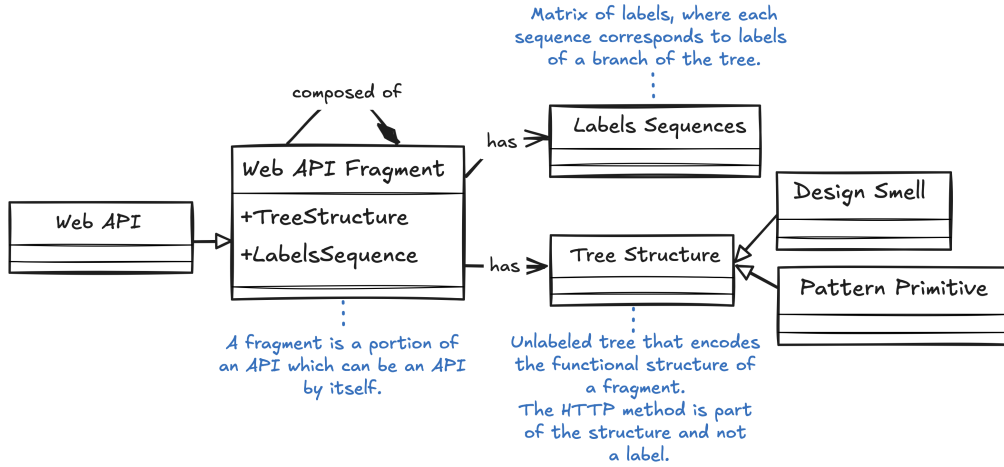 Matrix of labels, where each
sequence corresponds to labels
of a branch of the tree.
composed of
has
Labels Sequences
Web API Fragment
+TreeStructure
+LabelsSequence
Web API
has
Tree Structure
Design Smell
Pattern Primitive
A fragment is a portion of
an API which can be an API
by itself.
Unlabeled tree that encodes
the functional structure of
a fragment.
The HTTP method is part
of the structure and not
a label.